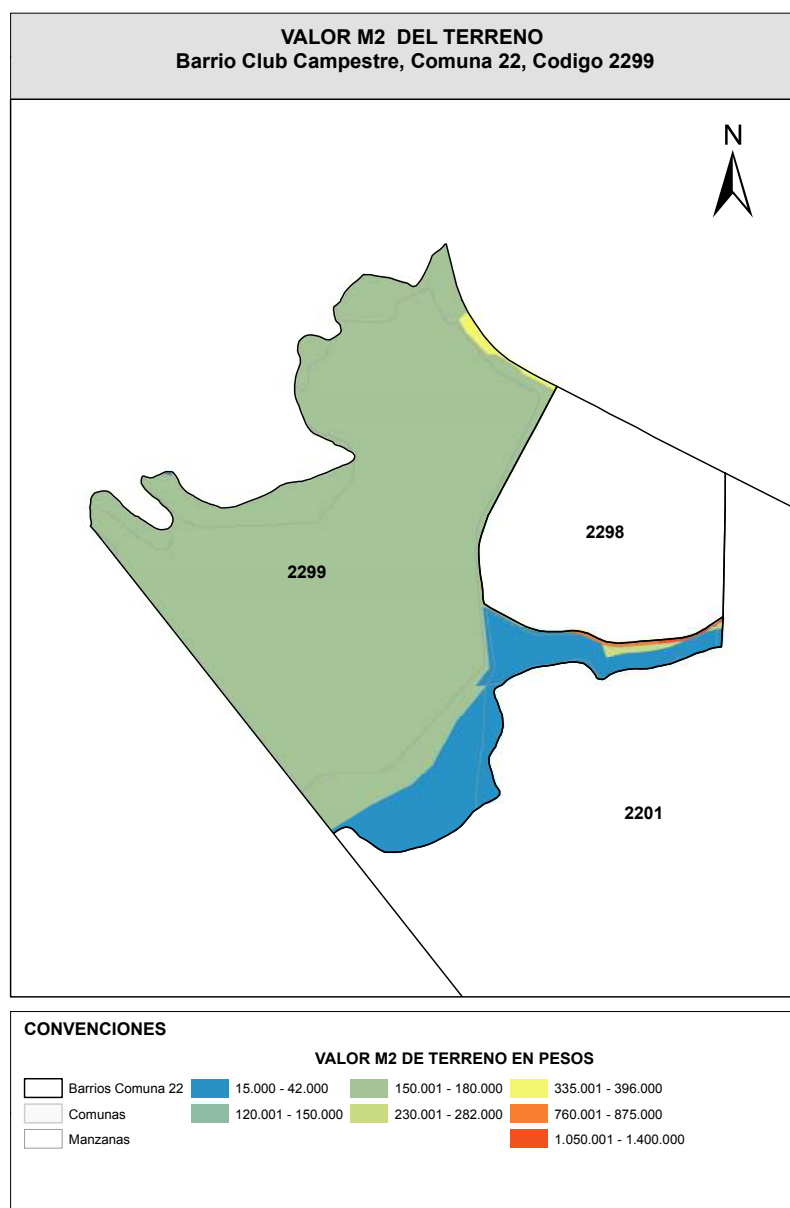 VALOR M2 DEL TERRENO
Barrio Club Campestre, Comuna 22, Codigo 2299
N
2298
2299
2201
CONVENCIONES
VALOR M2 DE TERRENO EN PESOS
Barrios Comuna 22 15.000 - 42.000 150.001 - 180.000 335.001 - 396.000
Comunas 120.001 - 150.000 230.001 - 282.000 760.001 - 875.000
Manzanas 1.050.001 - 1.400.000